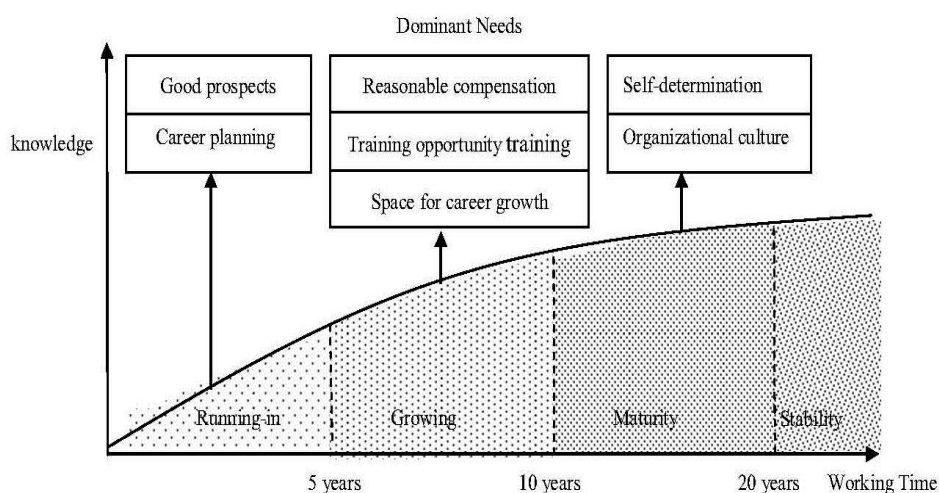 Dominant Needs
Good prospects
Career planning
Reasonable compensation
Training opportunity training
Space for career growth
Self-determination
Organizational culture
knowledge
Running-in
Growing
Maturity
Stability
5 years
10 years
20 years
Working Time